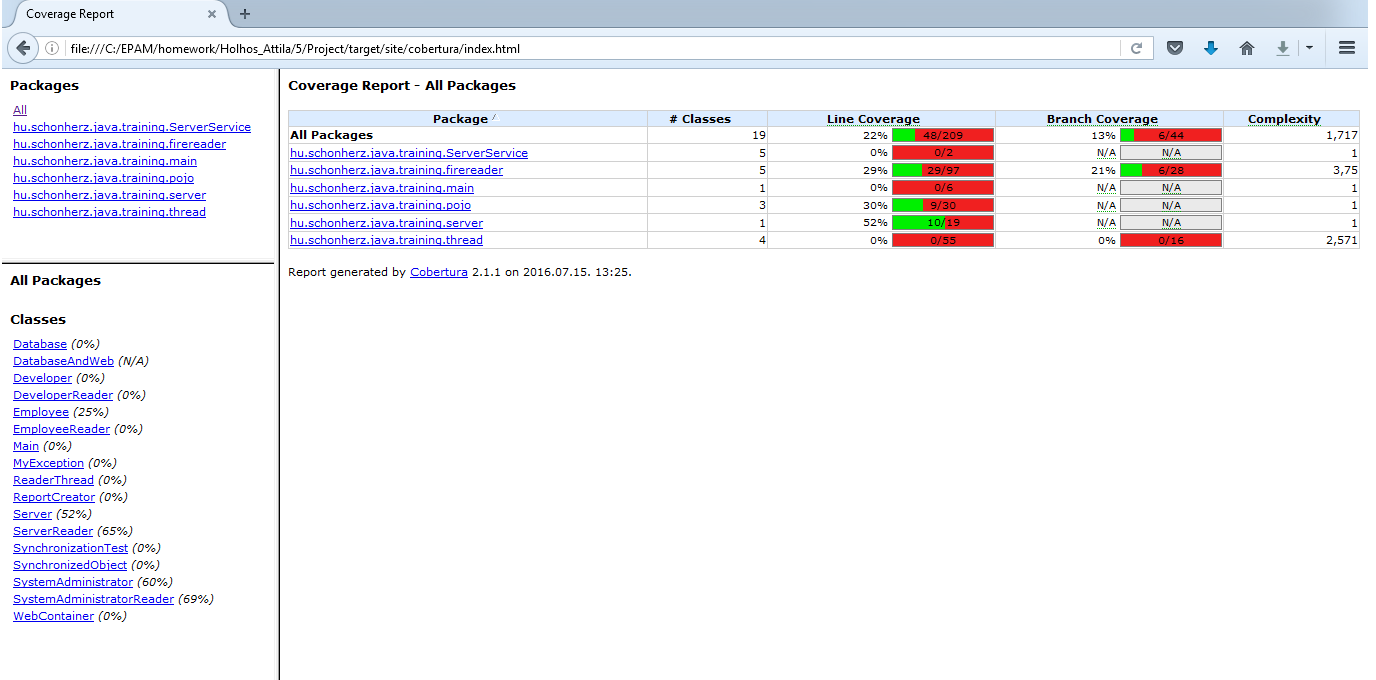 Coverage Report
file:///C:/EPAM/homework/Holhos_Attila/5/Project/target/site/cobertura/index.html
Packages
All
hu.schonherz.java.training.ServerService
hu.schonherz.java.training.firereader
hu.schonherz.java.training.main
hu.schonherz.java.training.pojo
hu.schonherz.java.training.server
hu.schonherz.java.training.thread
All Packages
Classes
Database (0%)
DatabaseAndWeb (N/A)
Developer (0%)
DeveloperReader (0%)
Employee (25%)
EmployeeReader (0%)
Main (0%)
MyException (0%)
ReaderThread (0%)
ReportCreator (0%)
Server (52%)
ServerReader (65%)
SynchronizationTest (0%)
SynchronizedObject (0%)
SystemAdministrator (60%)
SystemAdministratorReader (69%)
WebContainer (0%)
Coverage Report - All Packages
Package # Classes Line Coverage Branch Coverage Complexity
All Packages 19 22% 48/209 13% 6/44 1,717
hu.schonherz.java.training.ServerService 5 0% 0/2 N/A N/A 1
hu.schonherz.java.training.firereader 5 29% 29/97 21% 6/28 3,75
hu.schonherz.java.training.main 1 0% 0/6 N/A N/A 1
hu.schonherz.java.training.pojo 3 30% 9/30 N/A N/A 1
hu.schonherz.java.training.server 1 52% 10/19 N/A N/A 1
hu.schonherz.java.training.thread 4 0% 0/55 0% 0/16 2,571
Report generated by Cobertura 2.1.1 on 2016.07.15. 13:25.